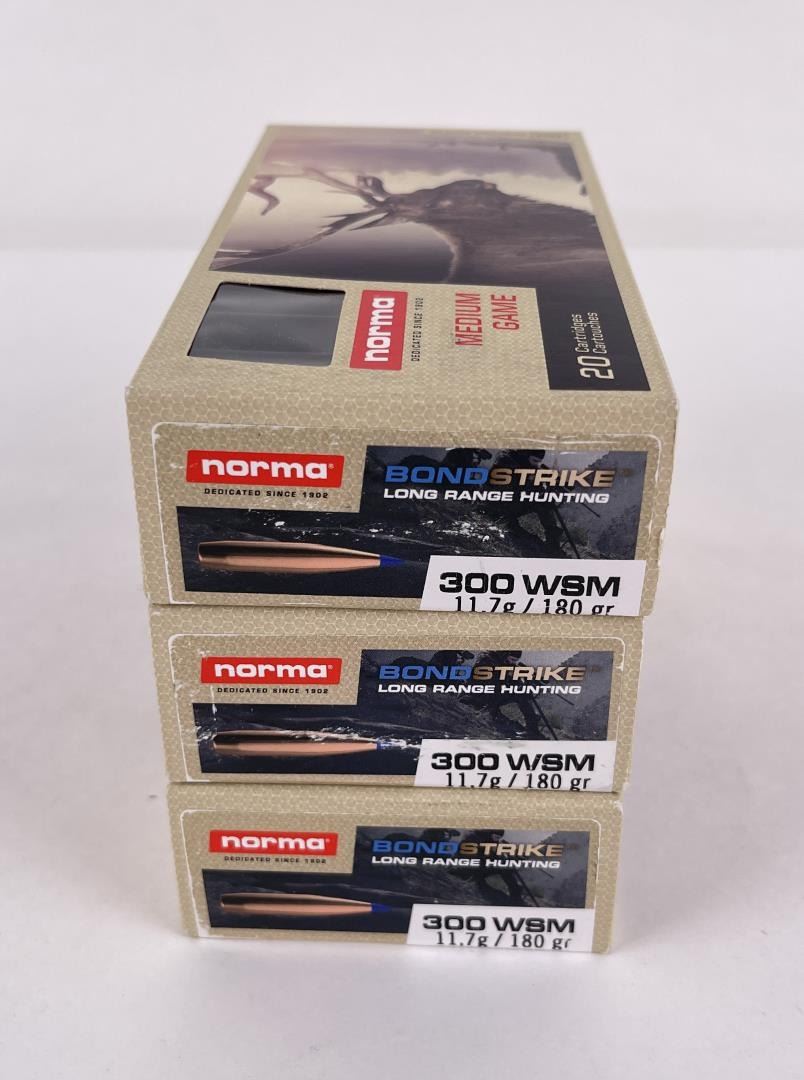 norma
DEDICATED SINCE 1902
MEDIUM
GAME
20 Cartridges
Cartouches
norma®
DEDICATED SINCE 1902
BONDSTRIKE™
LONG RANGE HUNTING
300 WSM
11.7g / 180 gr
norma®
DEDICATED SINCE 1902
BONDSTRIKE™
LONG RANGE HUNTING
300 WSM
11.7g / 180 gr
norma®
DEDICATED SINCE 1902
BONDSTRIKE
LONG RANGE HUNTING
300 WSM
11.7g / 180 gr